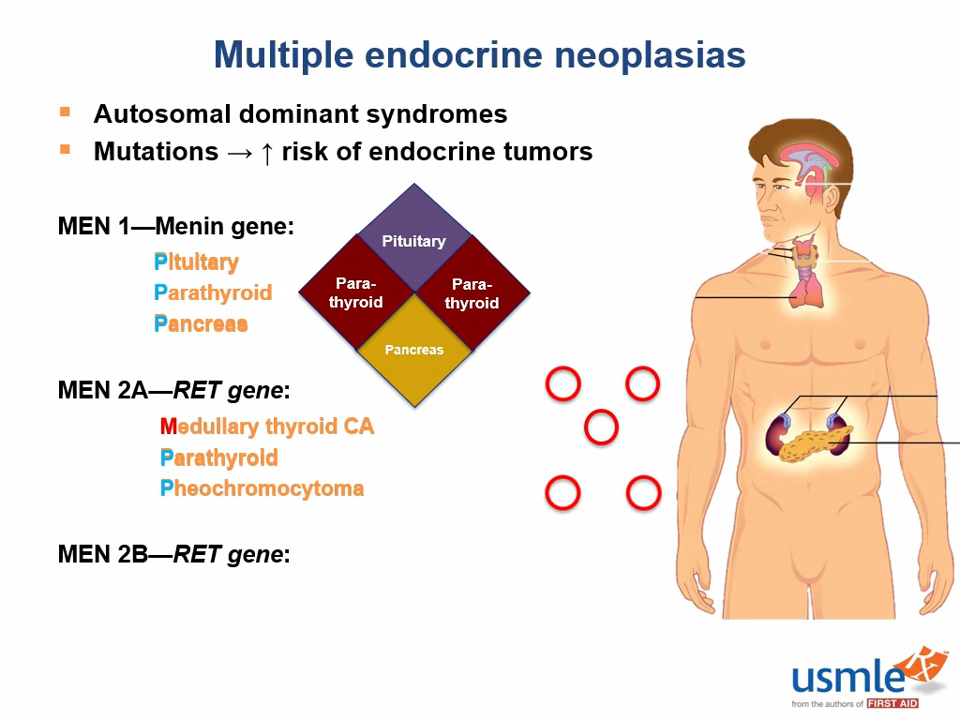 Multiple endocrine neoplasias
Autosomal dominant syndromes
Mutations → ↑ risk of endocrine tumors
MEN 1—Menin gene:
Pituitary
Parathyroid
Pancreas
Pituitary
Para-
thyroid
Para-
thyroid
Pancreas
MEN 2A—RET gene:
Medullary thyroid CA
Parathyroid
Pheochromocytoma
MEN 2B—RET gene:
usmle Rx
from the authors of FIRST AID